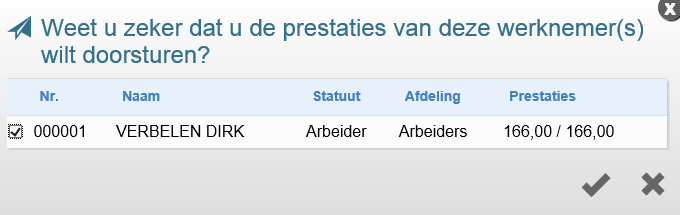 Weet u zeker dat u de prestaties van deze werknemer(s)
wilt doorsturen?
Nr. Naam Statuut Afdeling Prestaties
000001 VERBELEN DIRK Arbeider Arbeiders 166,00 / 166,00